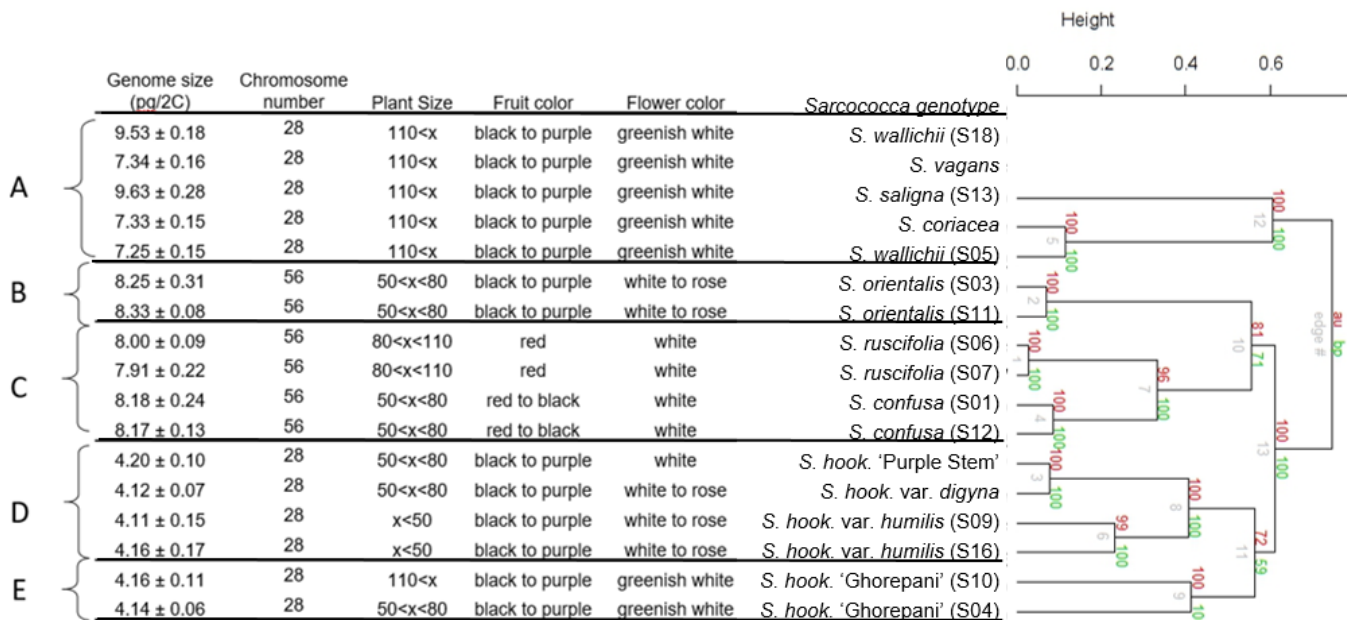 Height
0.0 0.2 0.4 0.6
Genome size (pg/2C) Chromosome number Plant Size Fruit color Flower color Sarcococca genotype
A
9.53 ± 0.18 28 110<x black to purple greenish white S. wallichii (S18)
7.34 ± 0.16 28 110<x black to purple greenish white S. vagans
9.63 ± 0.28 28 110<x black to purple greenish white S. saligna (S13)
7.33 ± 0.15 28 110<x black to purple greenish white S. coriacea
7.25 ± 0.15 28 110<x black to purple greenish white S. wallichii (S05)
B
8.25 ± 0.31 56 50<x<80 black to purple white to rose S. orientalis (S03)
8.33 ± 0.08 56 50<x<80 black to purple white to rose S. orientalis (S11)
C
8.00 ± 0.09 56 80<x<110 red white S. ruscifolia (S06)
7.91 ± 0.22 56 80<x<110 red white S. ruscifolia (S07)
8.18 ± 0.24 56 50<x<80 red to black white S. confusa (S01)
8.17 ± 0.13 56 50<x<80 red to black white S. confusa (S12)
D
4.20 ± 0.10 28 50<x<80 black to purple white S. hook. ‘Purple Stem’
4.12 ± 0.07 28 50<x<80 black to purple white to rose S. hook. var. digyna
4.11 ± 0.15 28 x<50 black to purple white to rose S. hook. var. humilis (S09)
4.16 ± 0.17 28 x<50 black to purple white to rose S. hook. var. humilis (S16)
E
4.16 ± 0.11 28 110<x black to purple greenish white S. hook. ‘Ghorepani’ (S10)
4.14 ± 0.06 28 50<x<80 black to purple greenish white S. hook. ‘Ghorepani’ (S04)
100 12 100
100 5 100
100 2 100
au bp
edge #
81 10 71
100 1 100
96 7 100
100 4 100
100 13 100
100 3 100
100 8 100
99 6 100
72 11 59
100 9 10